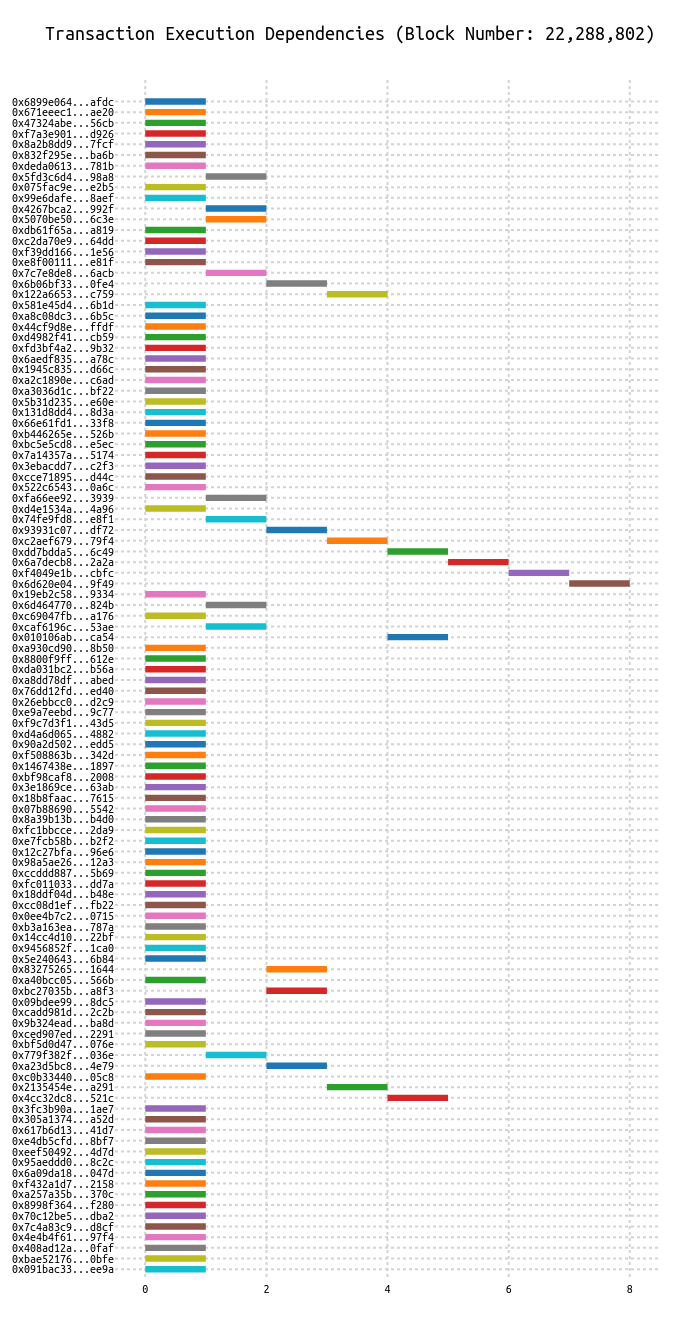 Transaction Execution Dependencies (Block Number: 22,288,802)
0x6899e064...afdc
0x671eeec1...ae20
0x47324abe...56cb
0xf7a3e901...d926
0x8a2b8dd9...7fcf
0x832f295e...ba6b
0xdeda0613...781b
0x5fd3c6d4...98a8
0x075fac9e...e2b5
0x99e6dafe...8aef
0x4267bca2...992f
0x5070be50...6c3e
0xdb61f65a...a819
0xc2da70e9...64dd
0xf39dd166...1e56
0xe8f00111...e81f
0x7c7e8de8...6acb
0x6b06bf33...0fe4
0x122a6653...c759
0x581e45d4...6b1d
0xa8c08dc3...6b5c
0x44cf9d8e...ffdf
0xd4982f41...cb59
0xfd3bf4a2...9b32
0x6aedf835...a78c
0x1945c835...d66c
0xa2c1890e...c6ad
0xa3036d1c...bf22
0x5b31d235...e60e
0x131d8dd4...8d3a
0x66e61fd1...33f8
0xb446265e...526b
0xbc5e5cd8...e5ec
0x7a14357a...5174
0x3ebacdd7...c2f3
0xcce71895...d44c
0x522c6543...0a6c
0xfa66ee92...3939
0xd4e1534a...4a96
0x74fe9fd8...e8f1
0x93931c07...df72
0xc2aef679...79f4
0xdd7bdda5...6c49
0x6a7decb8...2a2a
0xf4049e1b...cbfc
0x6d620e04...9f49
0x19eb2c58...9334
0x6d464770...824b
0xc69047fb...a176
0xcaf6196c...53ae
0x010106ab...ca54
0xa930cd90...8b50
0x8800f9ff...612e
0xda031bc2...b56a
0xa8dd78df...abed
0x76dd12fd...ed40
0x26ebbcc0...d2c9
0xe9a7eebd...9c77
0xf9c7d3f1...43d5
0xd4a6d065...4882
0x90a2d502...edd5
0xf508863b...342d
0x1467438e...1897
0xbf98caf8...2008
0x3e1869ce...63ab
0x18b8faac...7615
0x07b88690...5542
0x8a39b13b...b4d0
0xfc1bbcce...2da9
0xe7fcb58b...b2f2
0x12c27bfa...96e6
0x98a5ae26...12a3
0xccddd887...5b69
0xfc011033...dd7a
0x18ddf04d...b48e
0xcc08d1ef...fb22
0x0ee4b7c2...0715
0xb3a163ea...787a
0x14cc4d10...22bf
0x9456852f...1ca0
0x5e240643...6b84
0x83275265...1644
0xa40bcc05...566b
0xbc27035b...a8f3
0x09bdee99...8dc5
0xcadd981d...2c2b
0x9b324ead...ba8d
0xced907ed...2291
0xbf5d0d47...076e
0x779f382f...036e
0xa23d5bc8...4e79
0xc0b33440...05c8
0x2135454e...a291
0x4cc32dc8...521c
0x3fc3b90a...1ae7
0x305a1374...a52d
0x617b6d13...41d7
0xe4db5cfd...8bf7
0xeef50492...4d7d
0x95aeddd0...8c2c
0x6a09da18...047d
0xf432a1d7...2158
0xa257a35b...370c
0x8998f364...f280
0x70c12be5...dba2
0x7c4a83c9...d8cf
0x4e4b4f61...97f4
0x408ad12a...0faf
0xbae52176...0bfe
0x091bac33...ee9a
0 2 4 6 8